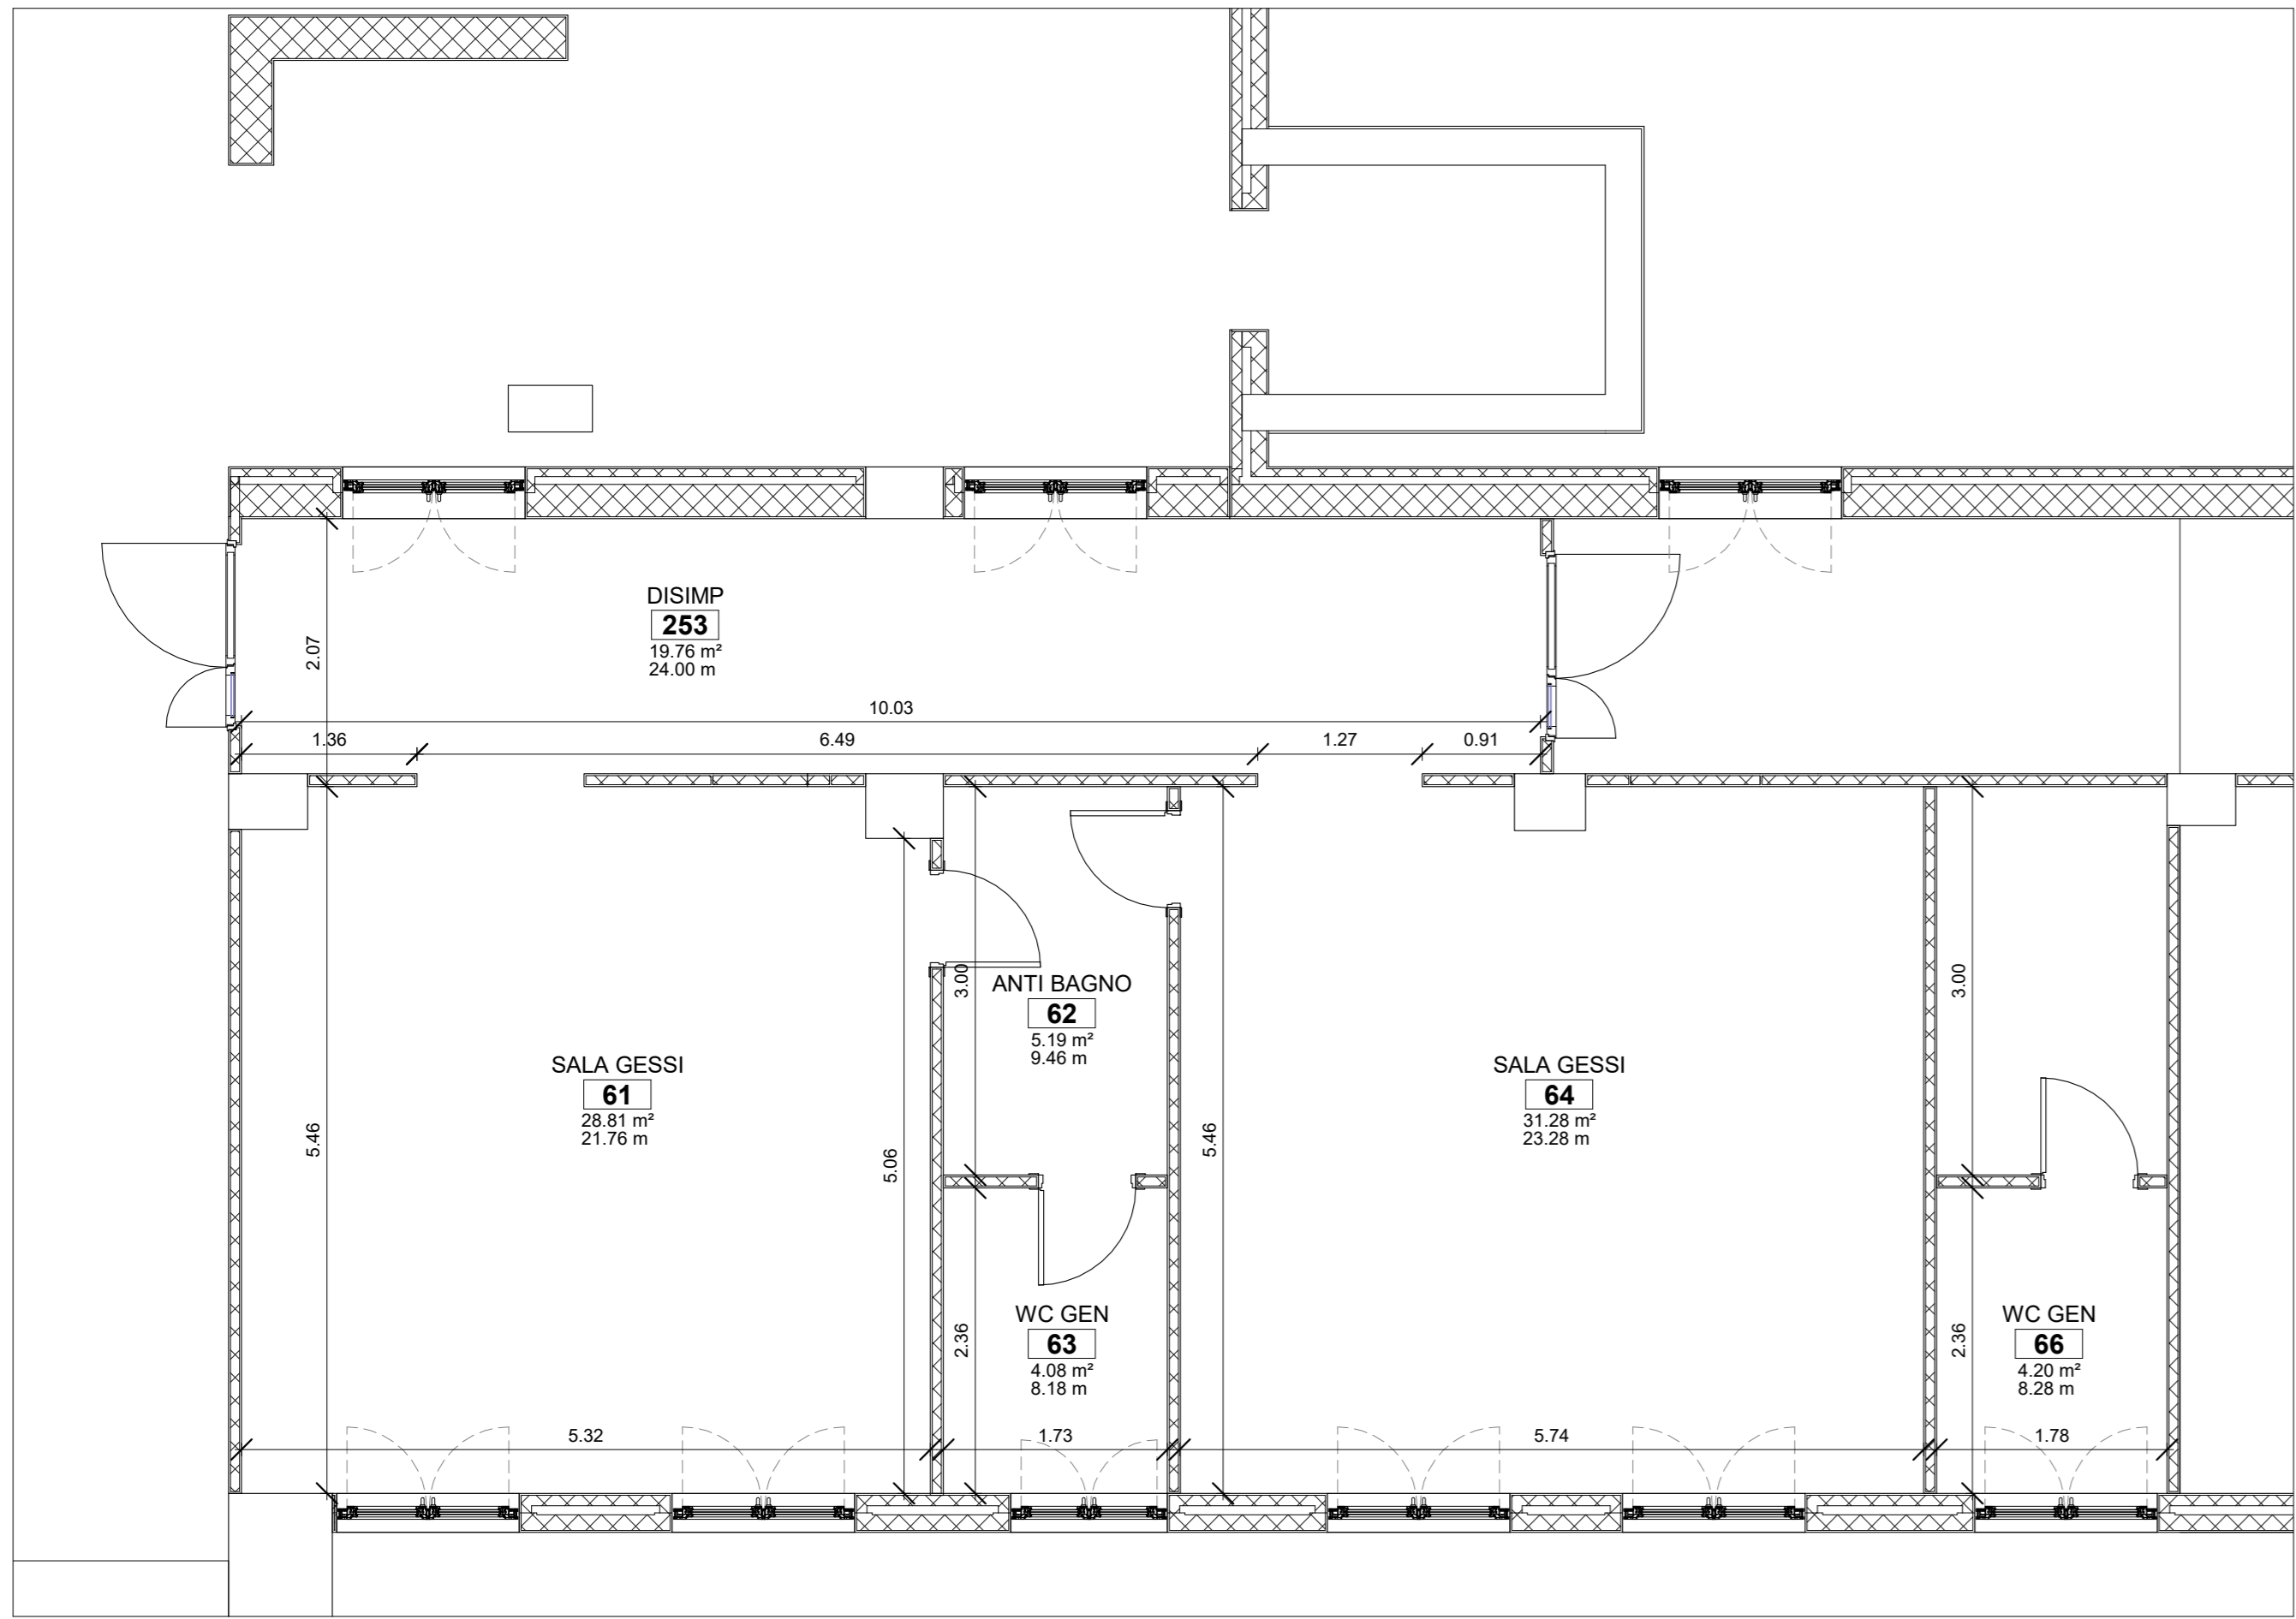 DISIMP
253
19.76 m²
24.00 m
2.07
10.03
1.36
6.49
1.27
0.91
3.00
ANTI BAGNO
62
5.19 m²
9.46 m
3.00
SALA GESSI
61
28.81 m²
21.76 m
SALA GESSI
64
31.28 m²
23.28 m
5.46
5.06
5.46
WC GEN
63
4.08 m²
8.18 m
2.36
WC GEN
66
4.20 m²
8.28 m
2.36
5.32
1.73
5.74
1.78